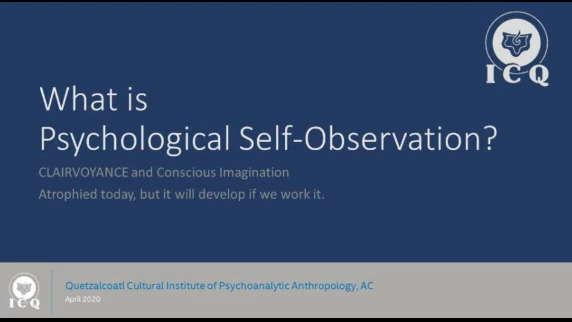 ICQ
What is
Psychological Self-Observation?
CLAIRVOYANCE and Conscious Imagination
Atrophied today, but it will develop if we work it.
ICQ
Quetzalcoatl Cultural Institute of Psychoanalytic Anthropology, AC
April 2020